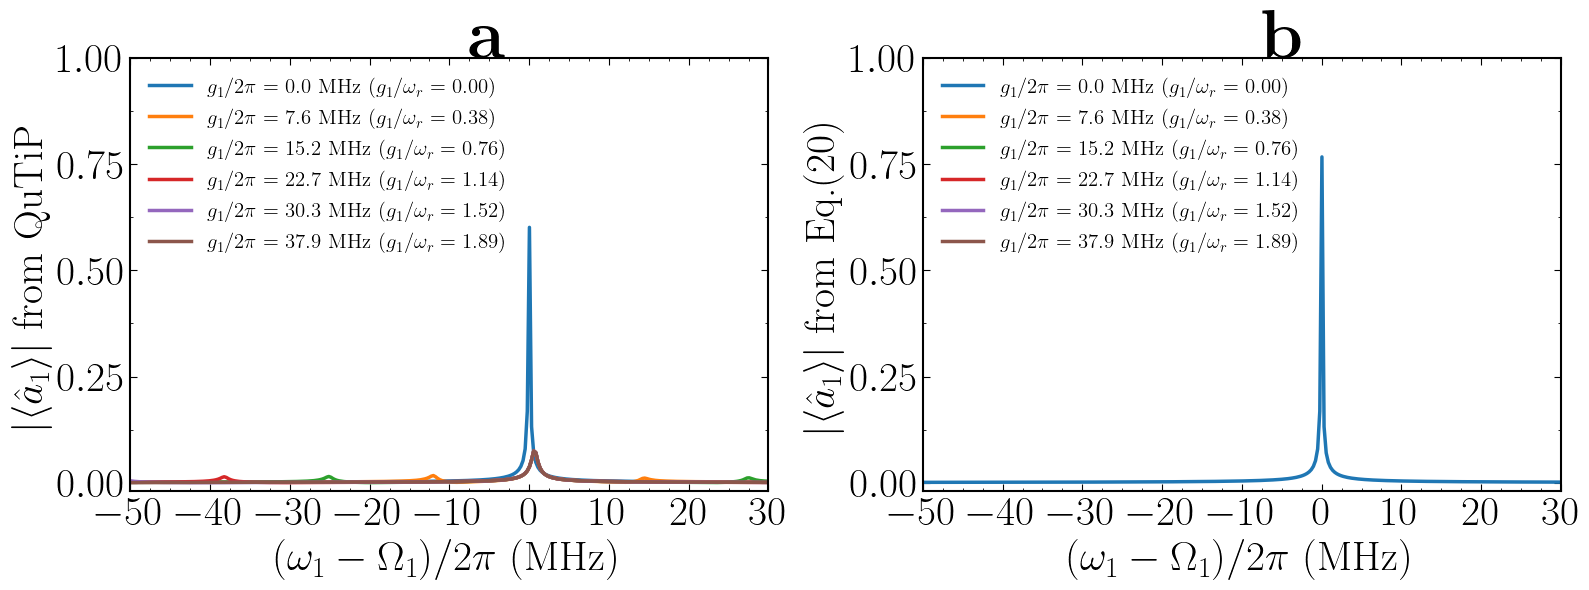 a
|⟨â₁⟩| from QuTiP
1.00
0.75
0.50
0.25
0.00
g₁/2π = 0.0 MHz (g₁/ωᵣ = 0.00)
g₁/2π = 7.6 MHz (g₁/ωᵣ = 0.38)
g₁/2π = 15.2 MHz (g₁/ωᵣ = 0.76)
g₁/2π = 22.7 MHz (g₁/ωᵣ = 1.14)
g₁/2π = 30.3 MHz (g₁/ωᵣ = 1.52)
g₁/2π = 37.9 MHz (g₁/ωᵣ = 1.89)
−50 −40 −30 −20 −10 0 10 20 30
(ω₁ − Ω₁)/2π (MHz)
b
|⟨â₁⟩| from Eq.(20)
1.00
0.75
0.50
0.25
0.00
g₁/2π = 0.0 MHz (g₁/ωᵣ = 0.00)
g₁/2π = 7.6 MHz (g₁/ωᵣ = 0.38)
g₁/2π = 15.2 MHz (g₁/ωᵣ = 0.76)
g₁/2π = 22.7 MHz (g₁/ωᵣ = 1.14)
g₁/2π = 30.3 MHz (g₁/ωᵣ = 1.52)
g₁/2π = 37.9 MHz (g₁/ωᵣ = 1.89)
−50 −40 −30 −20 −10 0 10 20 30
(ω₁ − Ω₁)/2π (MHz)